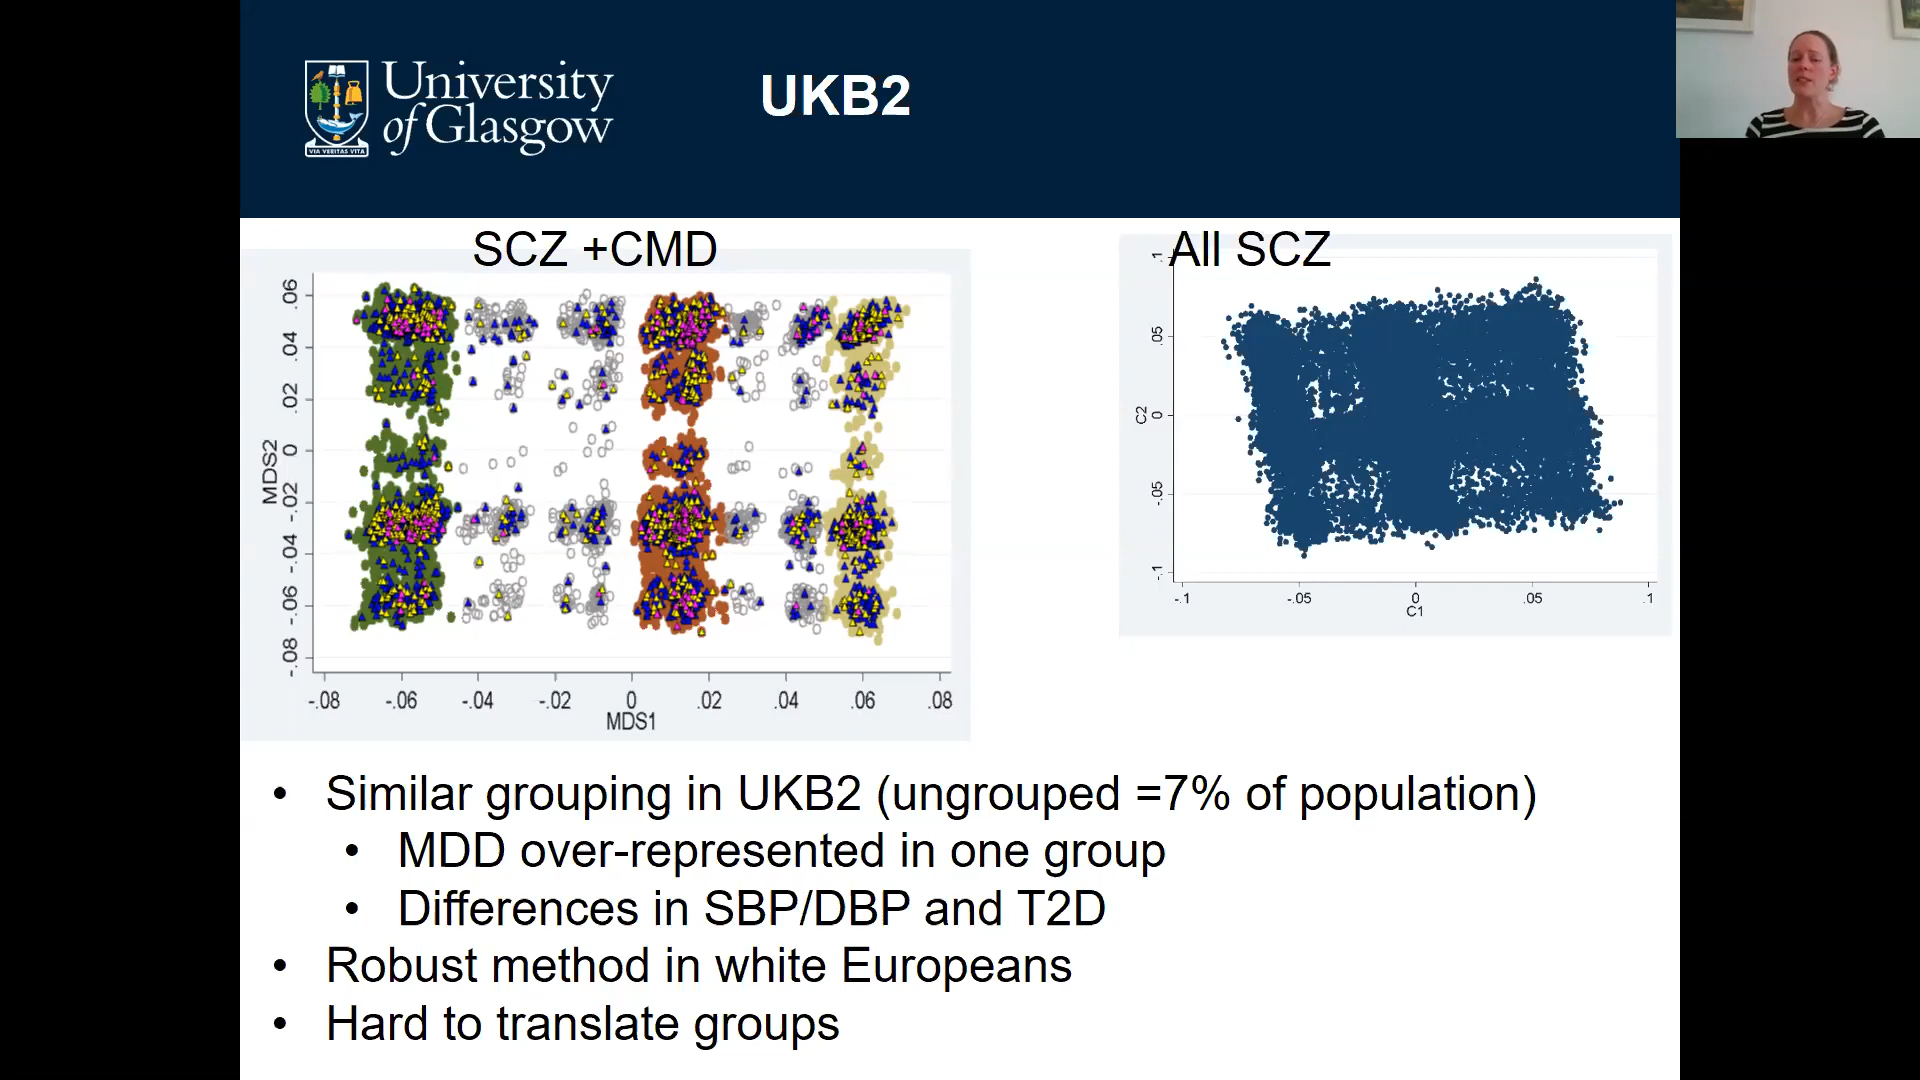 University
of Glasgow
VIA VERITAS VITA
UKB2
SCZ +CMD
All SCZ
.06
.04
.02
0
-.02
-.04
-.06
-.08
MDS2
-.08
-.06
-.04
-.02
0
.02
.04
.06
.08
MDS1
.1
.05
0
-.05
-.1
C2
-.1
-.05
0
.05
.1
C1
• Similar grouping in UKB2 (ungrouped =7% of population)
• MDD over-represented in one group
• Differences in SBP/DBP and T2D
• Robust method in white Europeans
• Hard to translate groups